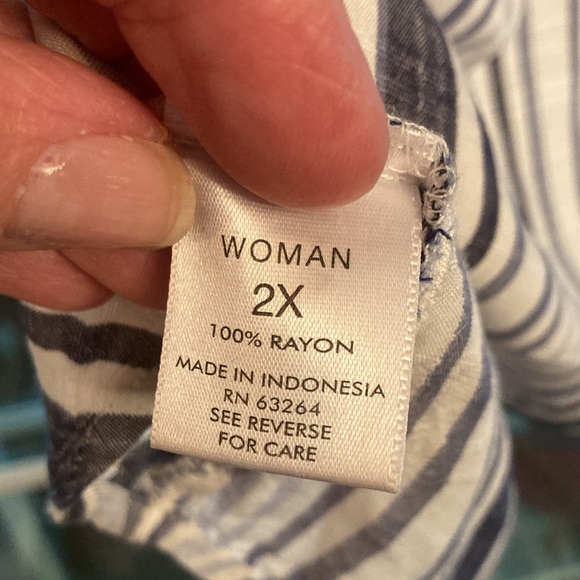 WOMAN
2X
100% RAYON
MADE IN INDONESIA
RN 63264
SEE REVERSE
FOR CARE